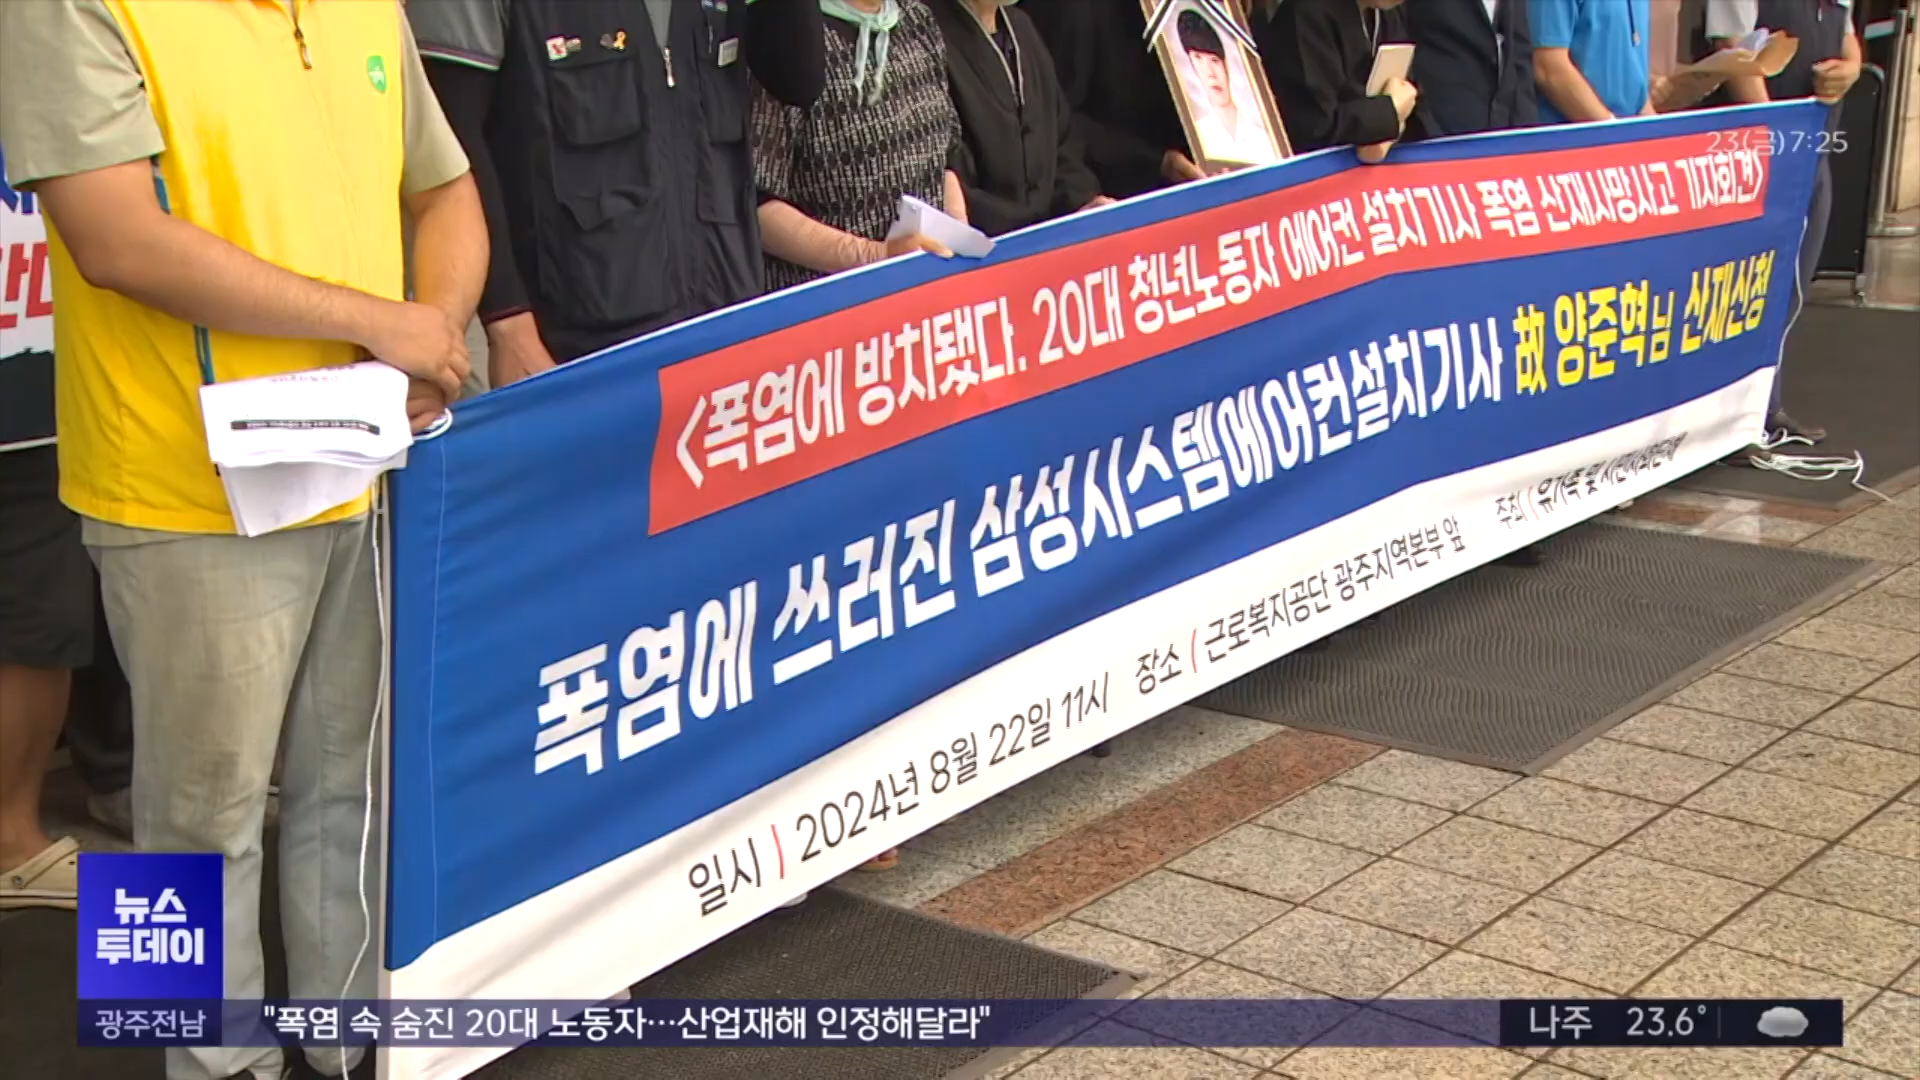 23(금) 7:25
<폭염에 방치됐다. 20대 청년노동자 에어컨 설치기사 폭염 산재사망사고 기자회견>
폭염에 쓰러진 삼성시스템에어컨설치기사 故 양준혁님 산재신청
일시 | 2024년 8월 22일 11시 장소 | 근로복지공단 광주지역본부 앞 주최 | 유가족 및
뉴스
투데이
광주전남 "폭염 속 숨진 20대 노동자…산업재해 인정해달라" 나주 23.6°